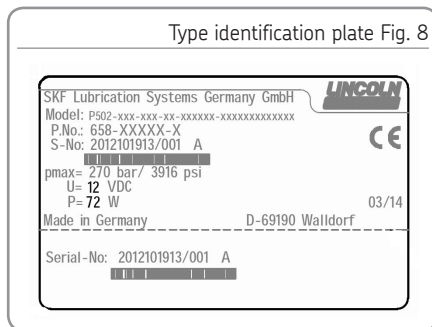 Type identification plate Fig. 8
LINCOLN
SKF Lubrication Systems Germany GmbH
Model: P502-xxx-xxx-xx-xxxxxx-xxxxxxxxxxxxx
P.No.: 658-XXXXX-X
S-No: 2012101913/001 A
CE
pmax= 270 bar/ 3916 psi
U= 12 VDC
P= 72 W
03/14
Made in Germany D-69190 Walldorf
Serial-No: 2012101913/001 A